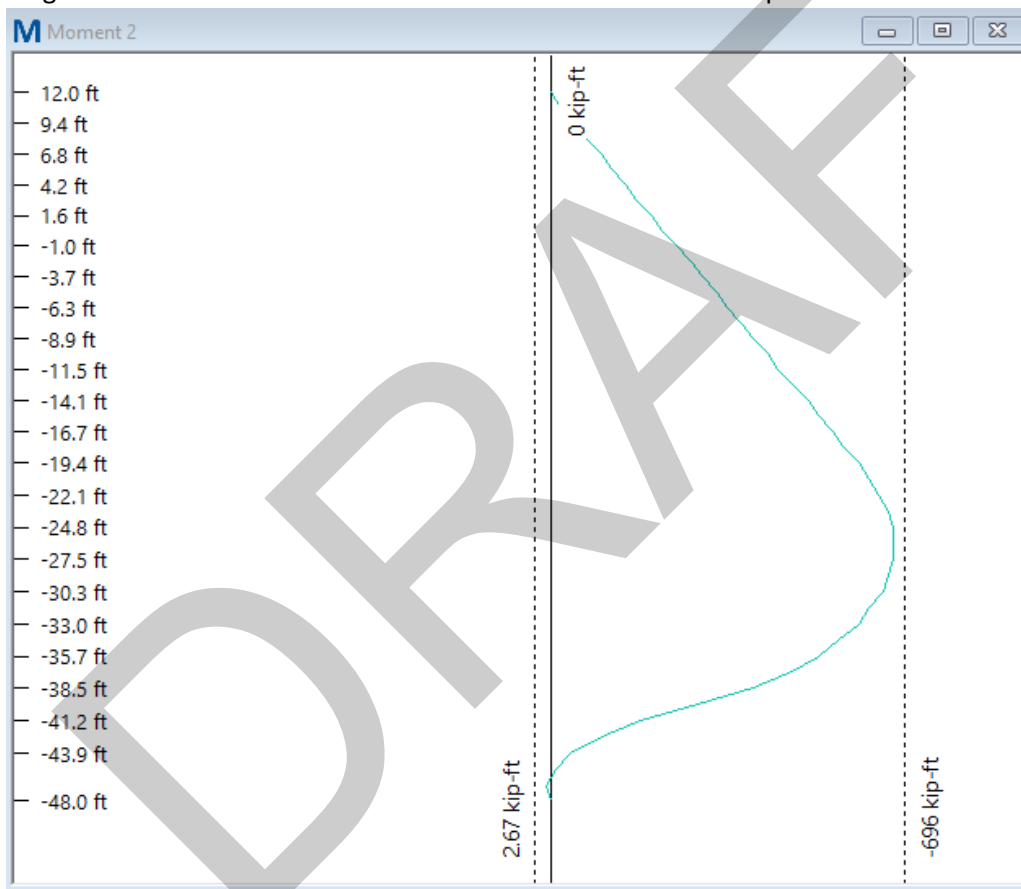 M Moment 2
0 kip-ft
12.0 ft
9.4 ft
6.8 ft
4.2 ft
1.6 ft
-1.0 ft
-3.7 ft
-6.3 ft
-8.9 ft
-11.5 ft
-14.1 ft
-16.7 ft
-19.4 ft
-22.1 ft
-24.8 ft
-27.5 ft
-30.3 ft
-33.0 ft
-35.7 ft
-38.5 ft
-41.2 ft
-43.9 ft
-48.0 ft
2.67 kip-ft
-696 kip-ft
DRAF